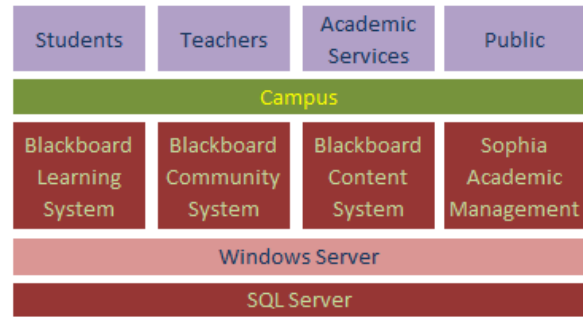 Students
Teachers
Academic
Services
Public
Campus
Blackboard
Learning
System
Blackboard
Community
System
Blackboard
Content
System
Sophia
Academic
Management
Windows Server
SQL Server